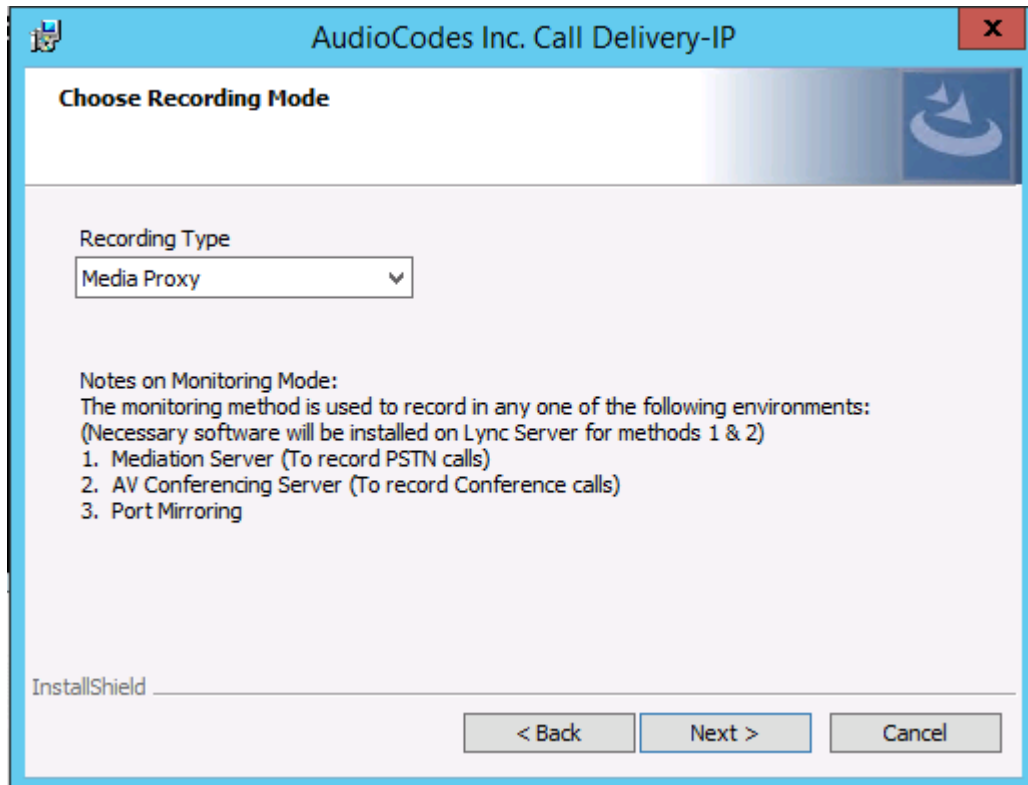 AudioCodes Inc. Call Delivery-IP
x
Choose Recording Mode
Recording Type
Media Proxy
Notes on Monitoring Mode:
The monitoring method is used to record in any one of the following environments:
(Necessary software will be installed on Lync Server for methods 1 & 2)
1. Mediation Server (To record PSTN calls)
2. AV Conferencing Server (To record Conference calls)
3. Port Mirroring
InstallShield
< Back
Next >
Cancel